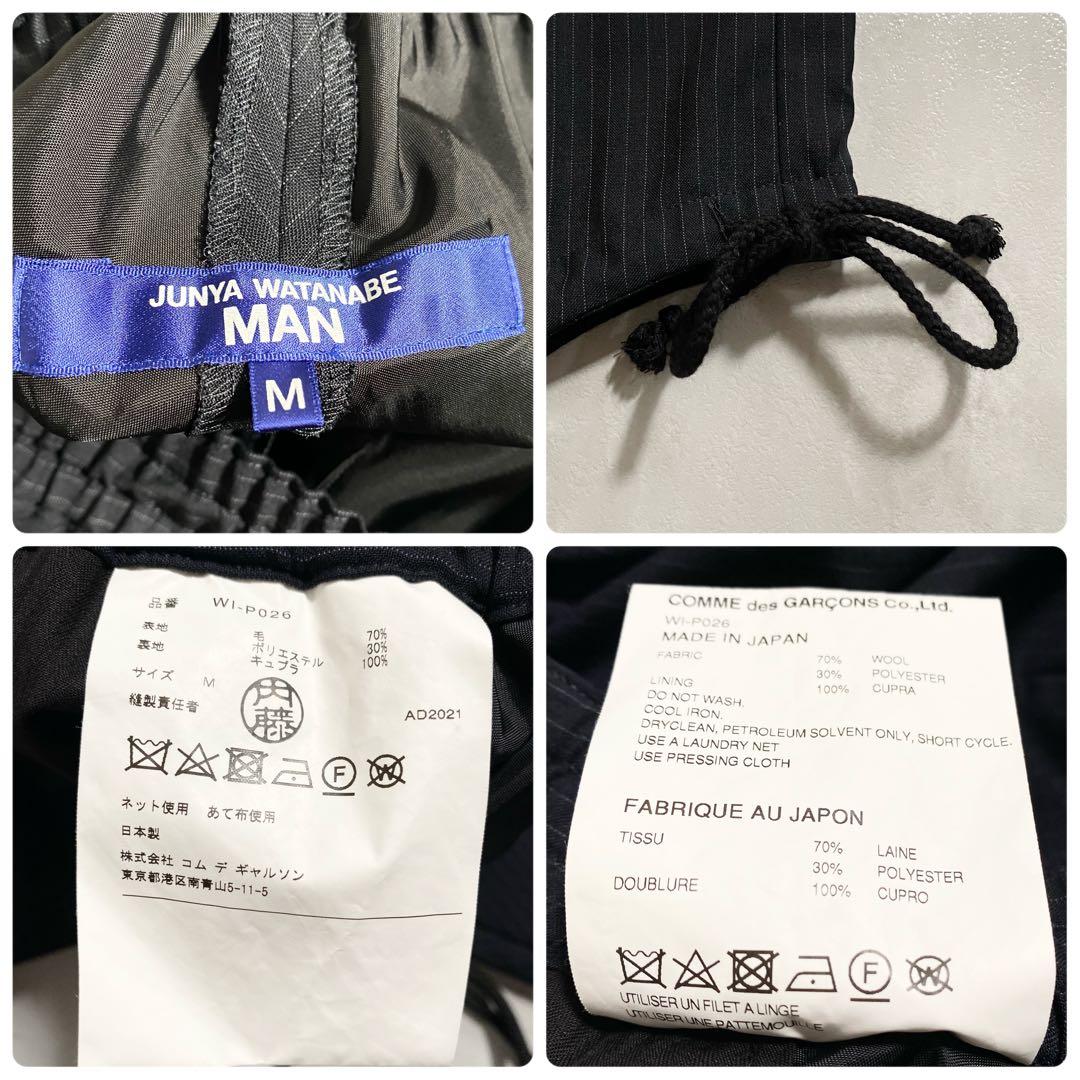 JUNYA WATANABE
MAN
M
品番 WI-P026
表地 毛 70%
ポリエステル 30%
裏地 キュプラ 100%
サイズ M
縫製責任者 内藤
AD2021
F W
ネット使用 あて布使用
日本製
株式会社 コム デ ギャルソン
東京都港区南青山5-11-5
COMME des GARÇONS Co.,Ltd.
WI-P026
MADE IN JAPAN
FABRIC 70% WOOL
30% POLYESTER
LINING 100% CUPRA
DO NOT WASH.
COOL IRON.
DRYCLEAN, PETROLEUM SOLVENT ONLY, SHORT CYCLE.
USE A LAUNDRY NET
USE PRESSING CLOTH
FABRIQUE AU JAPON
TISSU 70% LAINE
30% POLYESTER
DOUBLURE 100% CUPRO
F W
UTILISER UN FILET A LINGE
UTILISER UNE PATTEMOUILLE